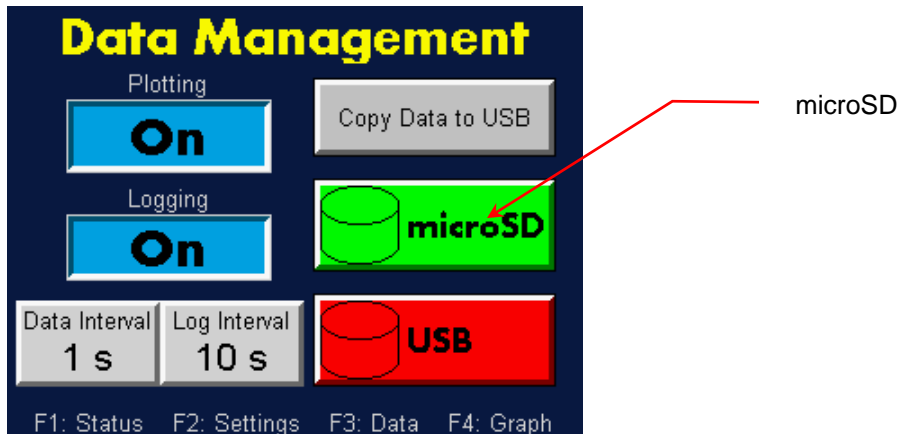 Data Management
Plotting
On
Copy Data to USB
microSD
Logging
On
microSD
Data Interval
1 s
Log Interval
10 s
USB
F1: Status F2: Settings F3: Data F4: Graph